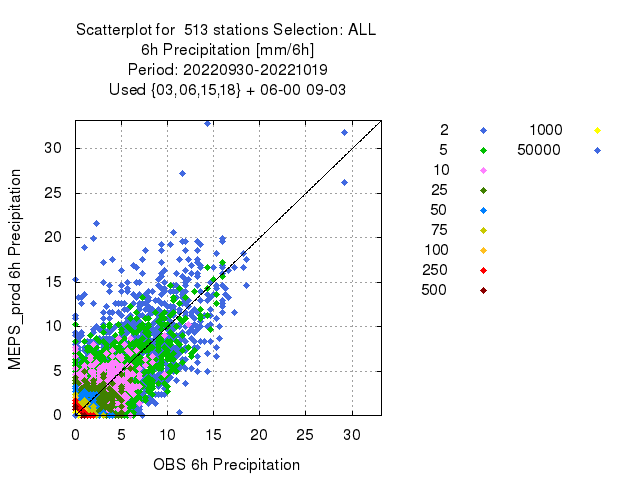 Scatterplot for  513 stations Selection: ALL
6h Precipitation [mm/6h]
Period: 20220930-20221019
Used {03,06,15,18} + 06-00 09-03
2
5
10
25
50
75
100
250
500
1000
50000
MEPS_prod 6h Precipitation
30
25
20
15
10
5
0
0 5 10 15 20 25 30
OBS 6h Precipitation